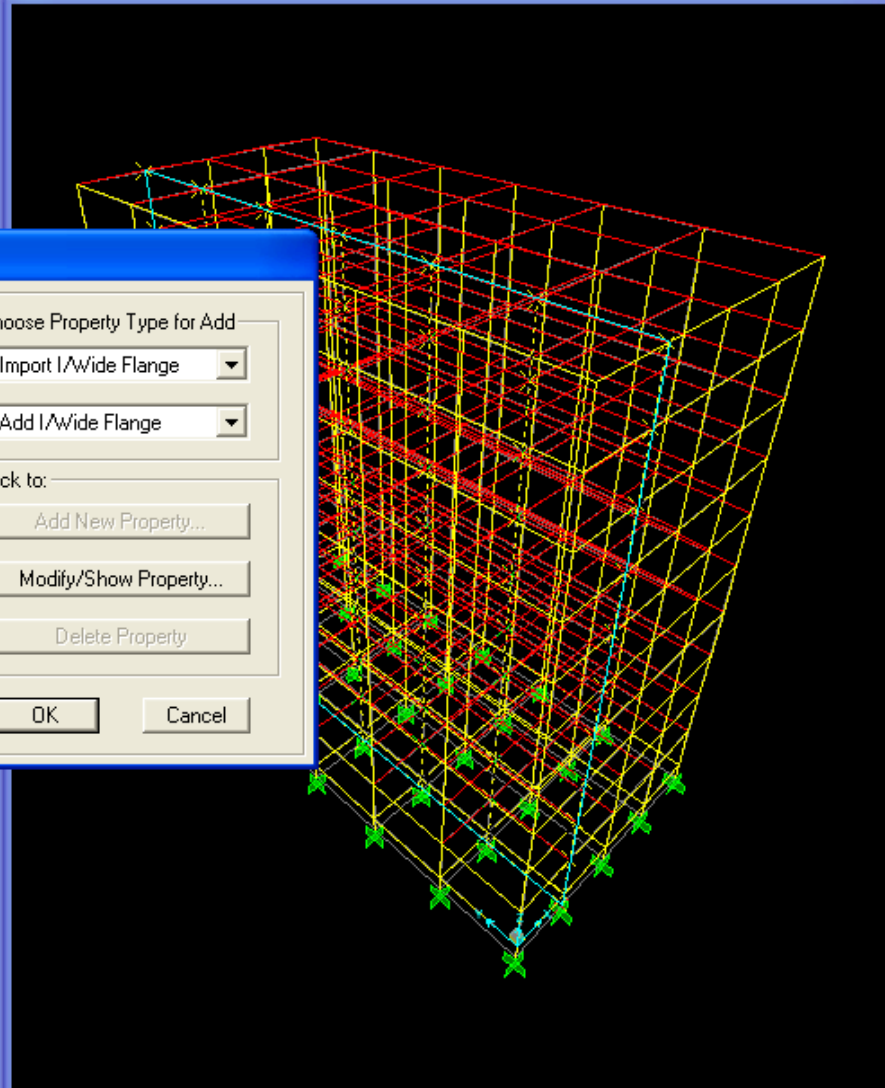 hoose Property Type for Add
Import I/Wide Flange
Add I/Wide Flange
ck to:
Add New Property...
Modify/Show Property...
Delete Property
OK
Cancel